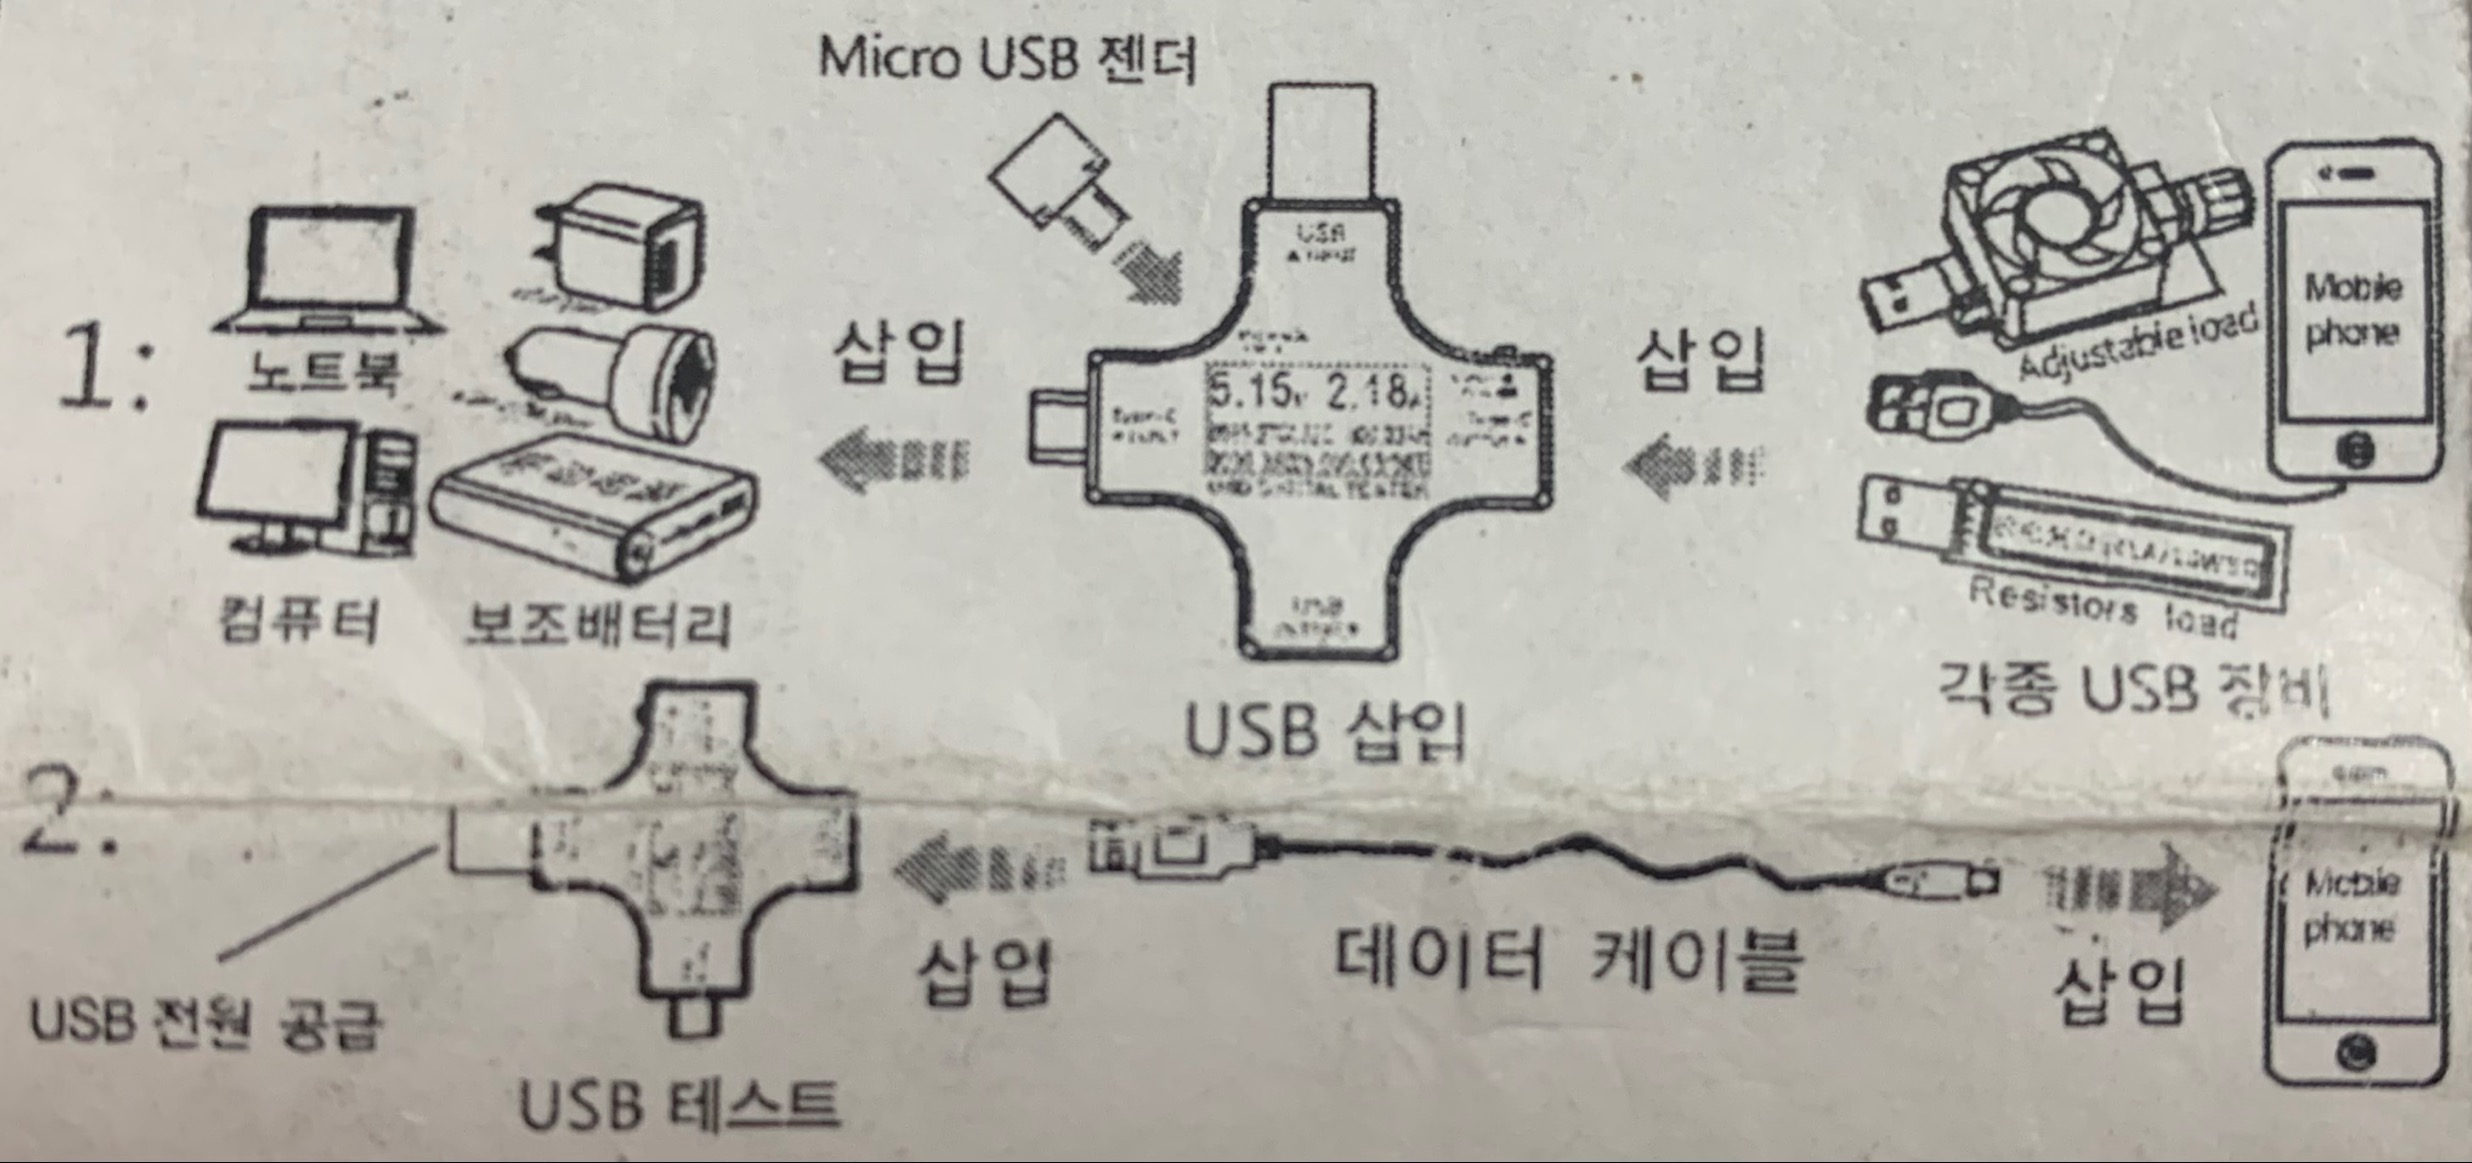 Micro USB 젠더
1:
노트북
컴퓨터
보조배터리
삽입
USB
5.15v 2.18A
USB 삽입
삽입
Adjustable load
Mobile
phone
Resistors load
각종 USB 장비
2:
USB 전원 공급
USB 테스트
삽입
데이터 케이블
삽입
Mobile
phone